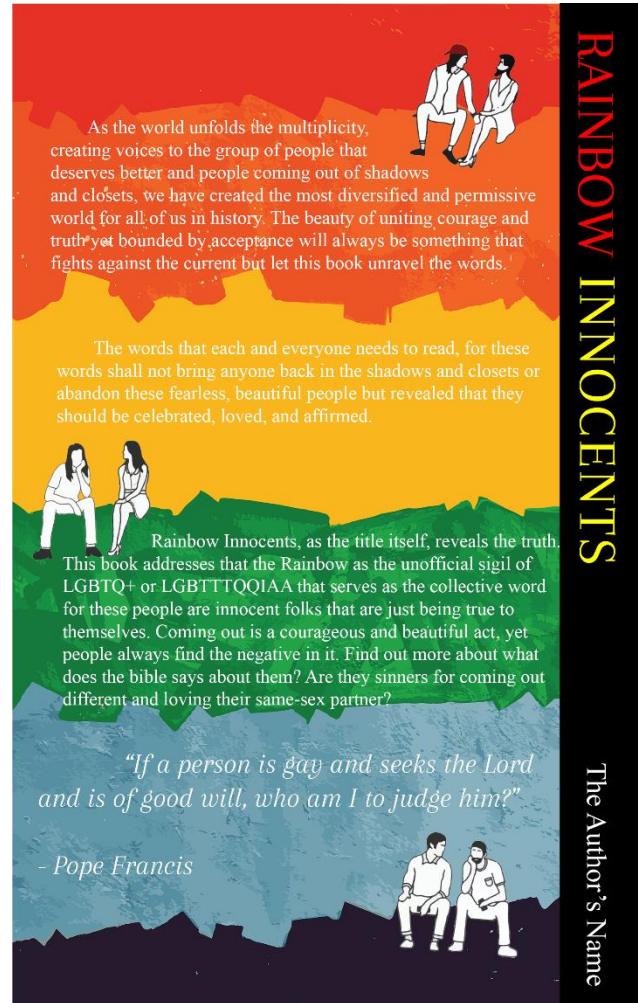 As the world unfolds the multiplicity,
creating voices to the group of people that
deserves better and people coming out of shadows
and closets, we have created the most diversified and permissive
world for all of us in history. The beauty of uniting courage and
truth yet bounded by acceptance will always be something that
fights against the current but let this book unravel the words.
The words that each and everyone needs to read, for these
words shall not bring anyone back in the shadows and closets or
abandon these fearless, beautiful people but revealed that they
should be celebrated, loved, and affirmed.
Rainbow Innocents, as the title itself, reveals the truth.
This book addresses that the Rainbow as the unofficial sigil of
LGBTQ+ or LGBTTTQQIAA that serves as the collective word
for these people are innocent folks that are just being true to
themselves. Coming out is a courageous and beautiful act, yet
people always find the negative in it. Find out more about what
does the bible says about them? Are they sinners for coming out
different and loving their same-sex partner?
“If a person is gay and seeks the Lord
and is of good will, who am I to judge him?”
- Pope Francis
RAINBOW INNOCENTS
The Author's Name